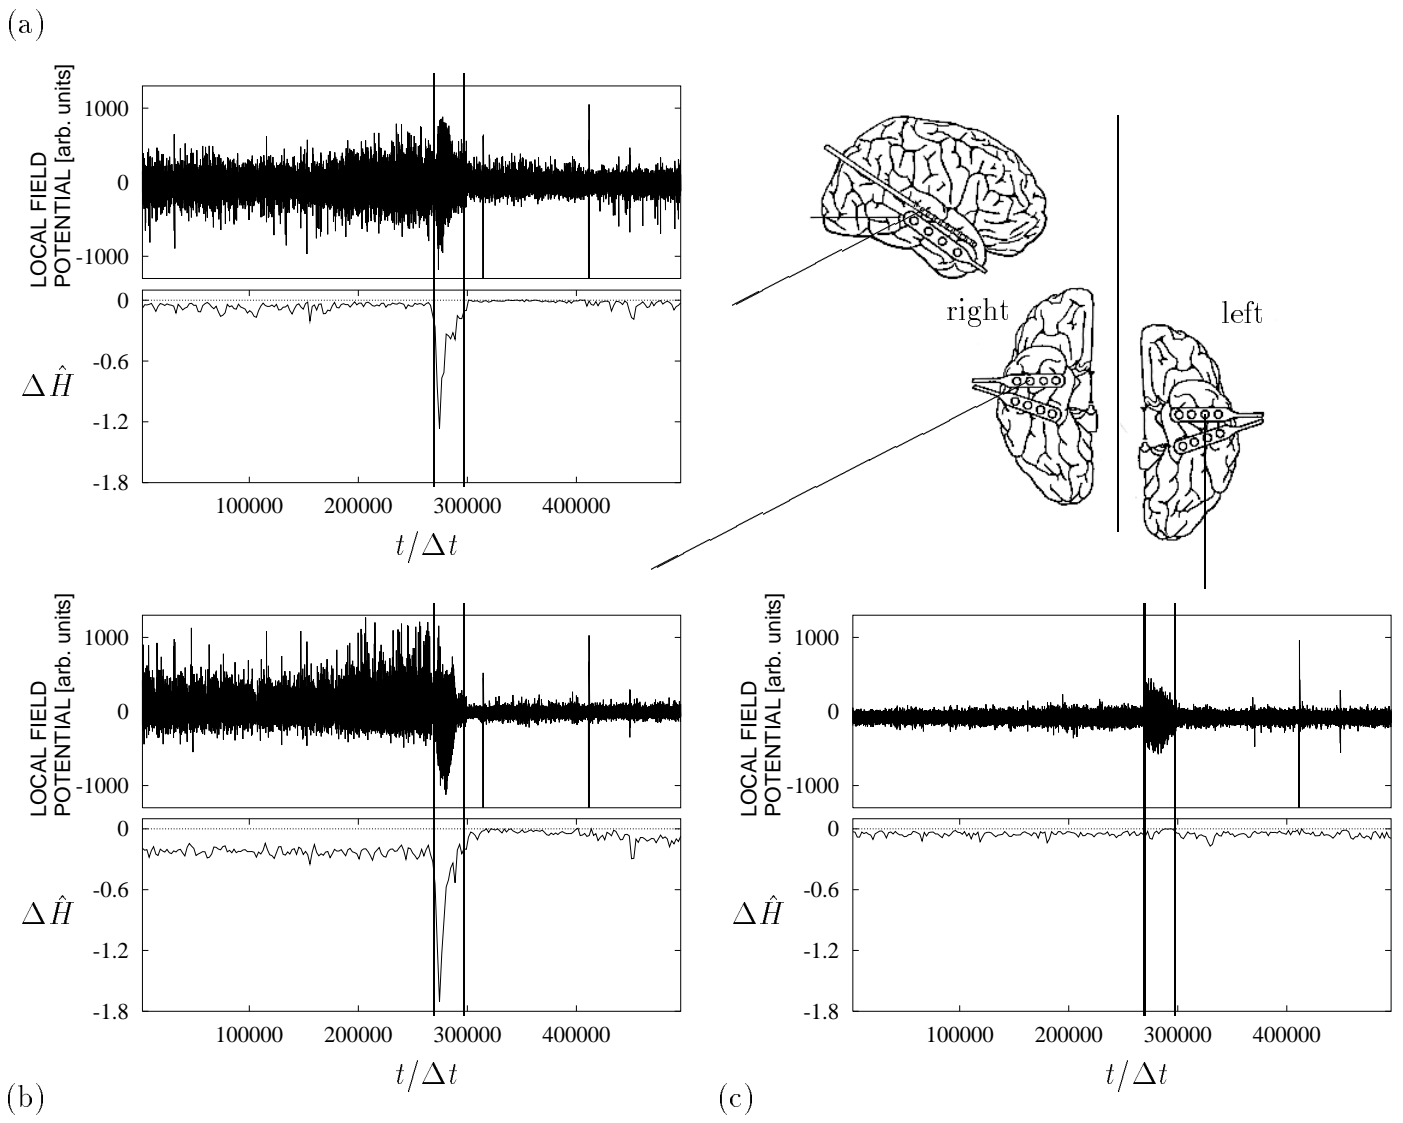 (a)
LOCAL FIELD
POTENTIAL [arb. units]
1000
0
-1000
0
-0.6
-1.2
-1.8
ΔĤ
100000 200000 300000 400000
t/Δt
right
left
LOCAL FIELD
POTENTIAL [arb. units]
1000
0
-1000
0
-0.6
-1.2
-1.8
ΔĤ
100000 200000 300000 400000
t/Δt
(b)
LOCAL FIELD
POTENTIAL [arb. units]
1000
0
-1000
0
-0.6
-1.2
-1.8
ΔĤ
100000 200000 300000 400000
t/Δt
(c)